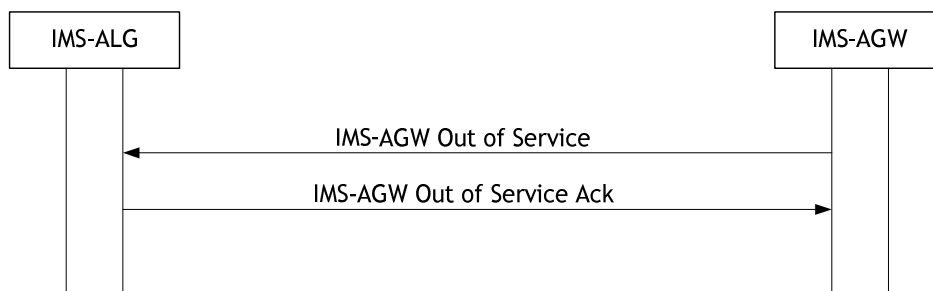 IMS-ALG
IMS-AGW
IMS-AGW Out of Service
IMS-AGW Out of Service Ack